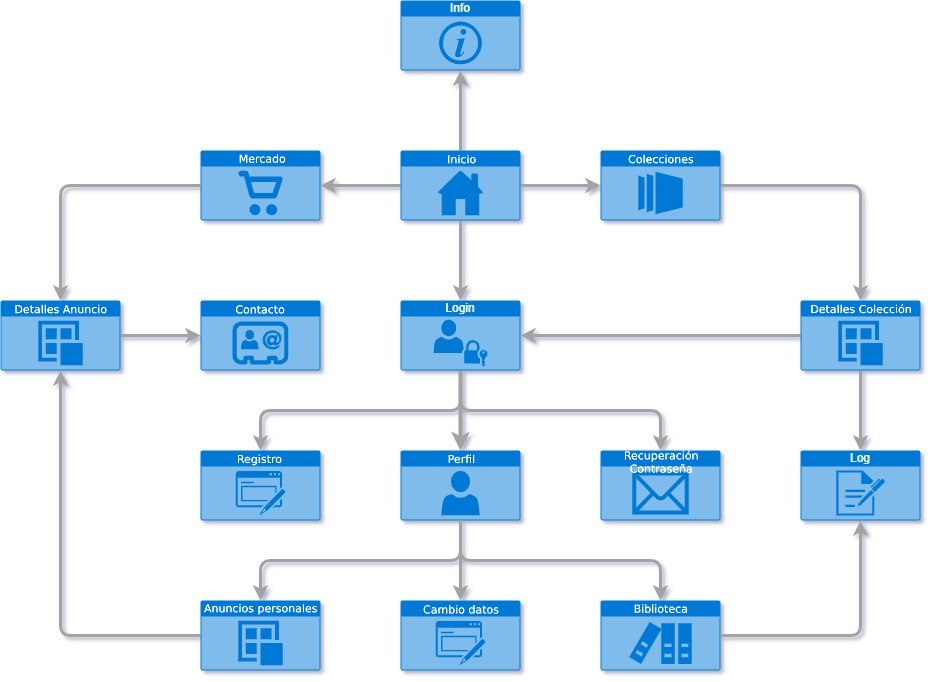 Info
Mercado
Inicio
Colecciones
Detalles Anuncio
Contacto
@
Login
Detalles Colección
Registro
Perfil
Recuperación
Contraseña
Log
Anuncios personales
Cambio datos
Biblioteca